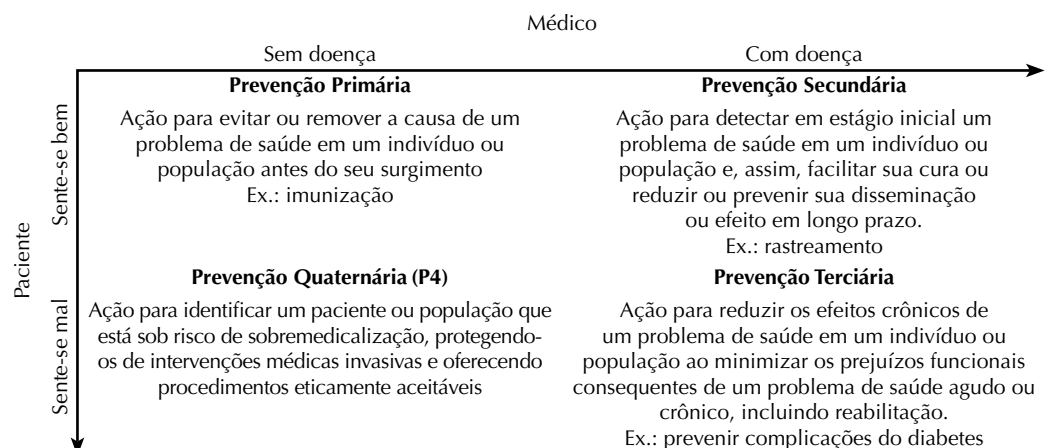 Médico
Sem doença
Com doença
Paciente
Sente-se bem
Prevenção Primária
Ação para evitar ou remover a causa de um
problema de saúde em um indivíduo ou
população antes do seu surgimento
Ex.: imunização
Prevenção Secundária
Ação para detectar em estágio inicial um
problema de saúde em um indivíduo ou
população e, assim, facilitar sua cura ou
reduzir ou prevenir sua disseminação
ou efeito em longo prazo.
Ex.: rastreamento
Sente-se mal
Prevenção Quaternária (P4)
Ação para identificar um paciente ou população que
está sob risco de sobremedicalização, protegendo-
os de intervenções médicas invasivas e oferecendo
procedimentos eticamente aceitáveis
Prevenção Terciária
Ação para reduzir os efeitos crônicos de
um problema de saúde em um indivíduo ou
população ao minimizar os prejuízos funcionais
consequentes de um problema de saúde agudo ou
crônico, incluindo reabilitação.
Ex.: prevenir complicações do diabetes